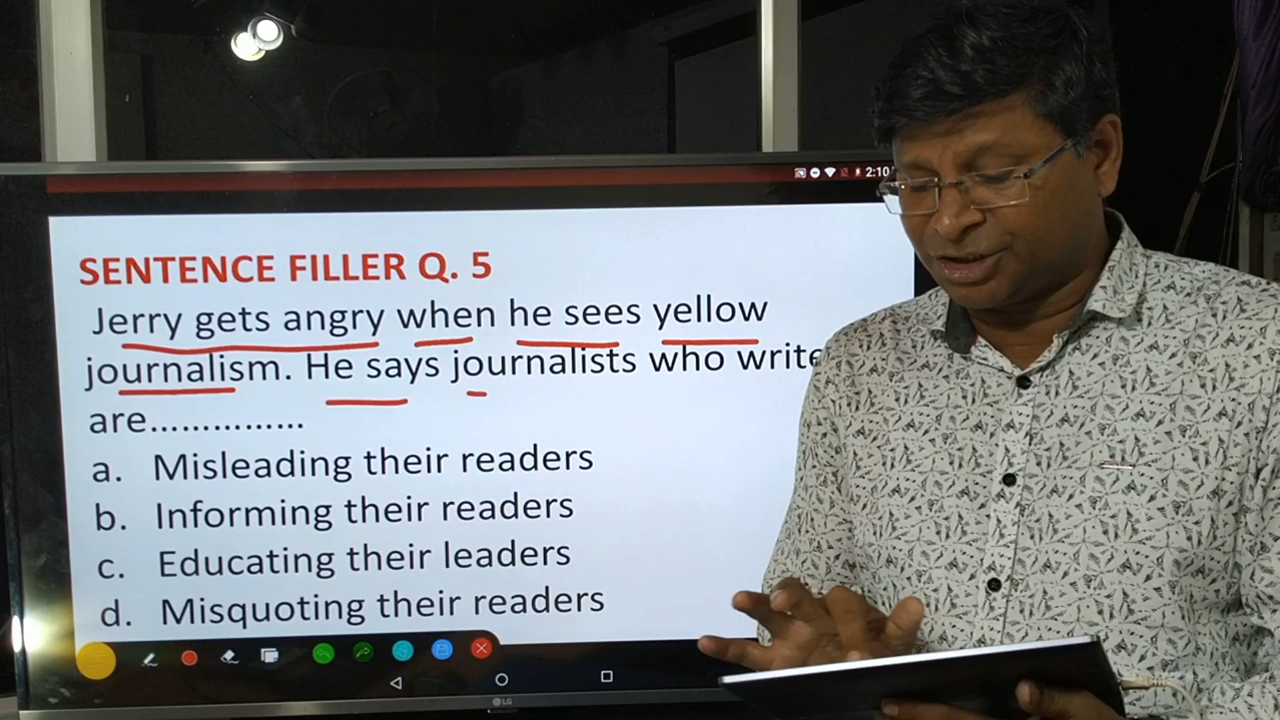 2:10
SENTENCE FILLER Q. 5
Jerry gets angry when he sees yellow
journalism. He says journalists who write
are...............
a. Misleading their readers
b. Informing their readers
c. Educating their leaders
d. Misquoting their readers
LG